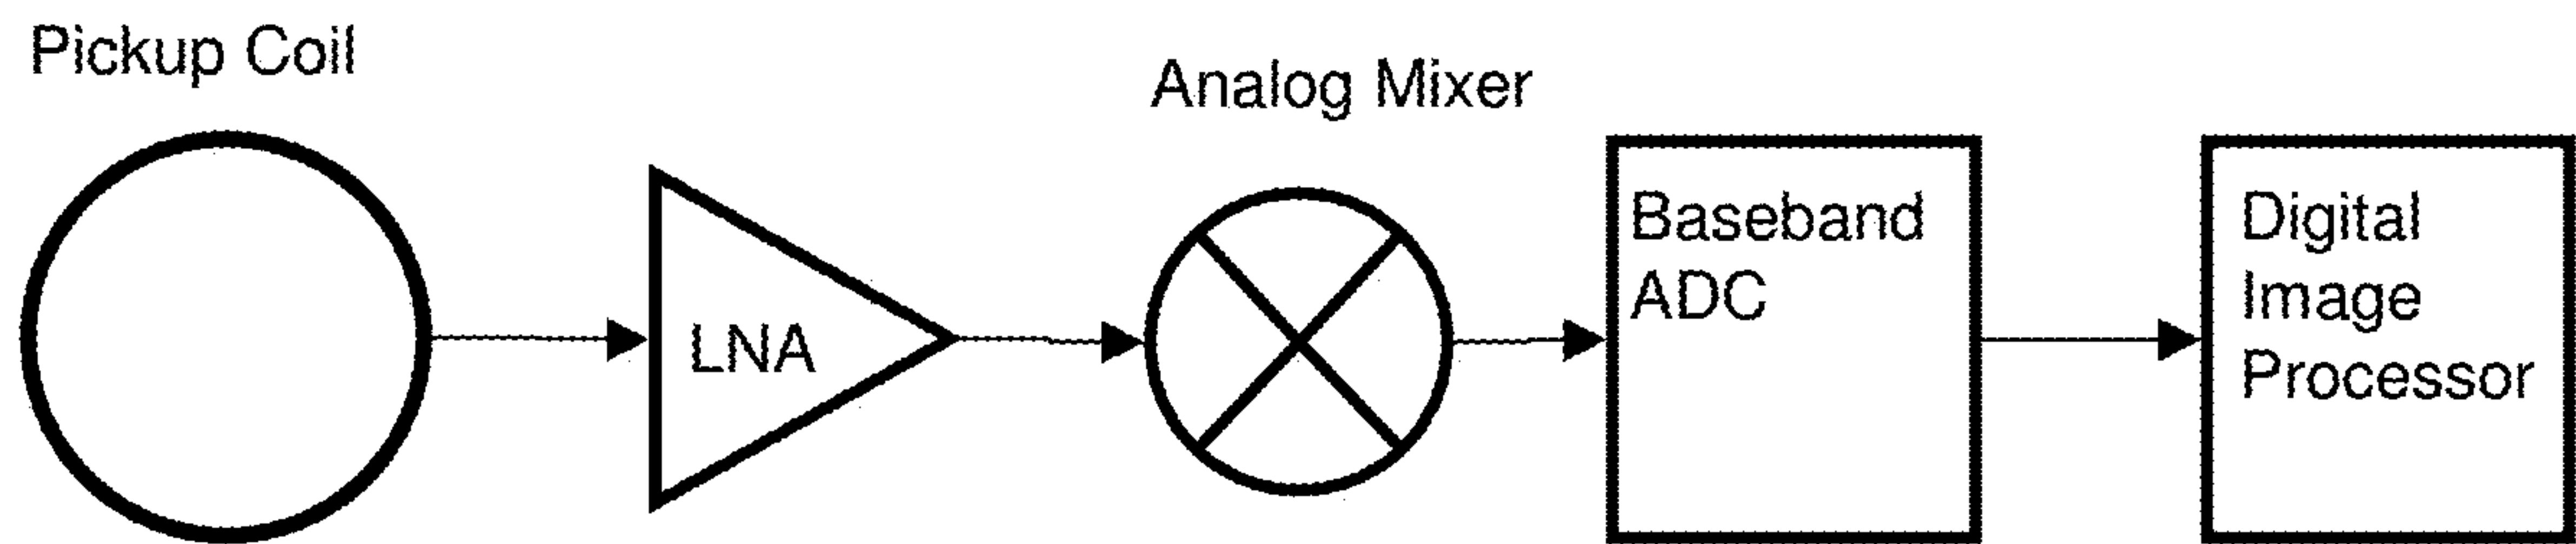 Pickup Coil
LNA
Analog Mixer
Baseband
ADC
Digital
Image
Processor